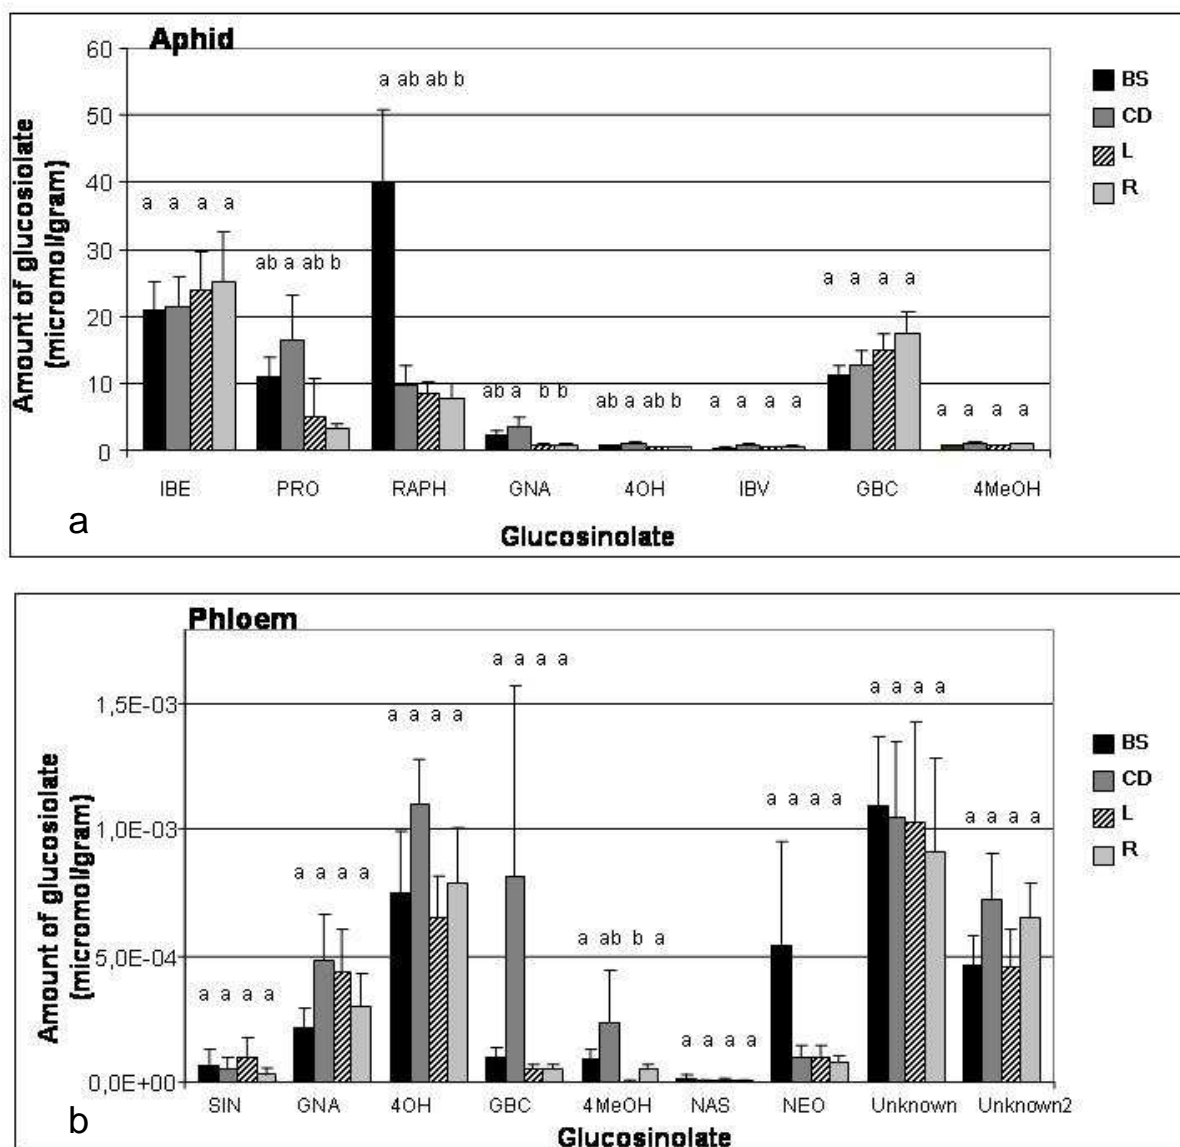 Aphid
Amount of glucosiolate
(micromol/gram)
60
50
40
30
20
10
0
a a a a
ab a ab b
a ab ab b
ab a b b
ab a ab b
a a a a
a a a a
a a a a
IBE PRO RAPH GNA 4OH IBV GBC 4MeOH
Glucosinolate
BS
CD
L
R
a
Phloem
Amount of glucosiolate
(micromol/gram)
1,5E-03
1,0E-03
5,0E-04
0,0E+00
a a a a
a a a a
a a a a
a a a a
a ab b a
a a a a
a a a a
a a a a
a a a a
SIN GNA 4OH GBC 4MeOH NAS NEO Unknown Unknown2
Glucosinolate
BS
CD
L
R
b